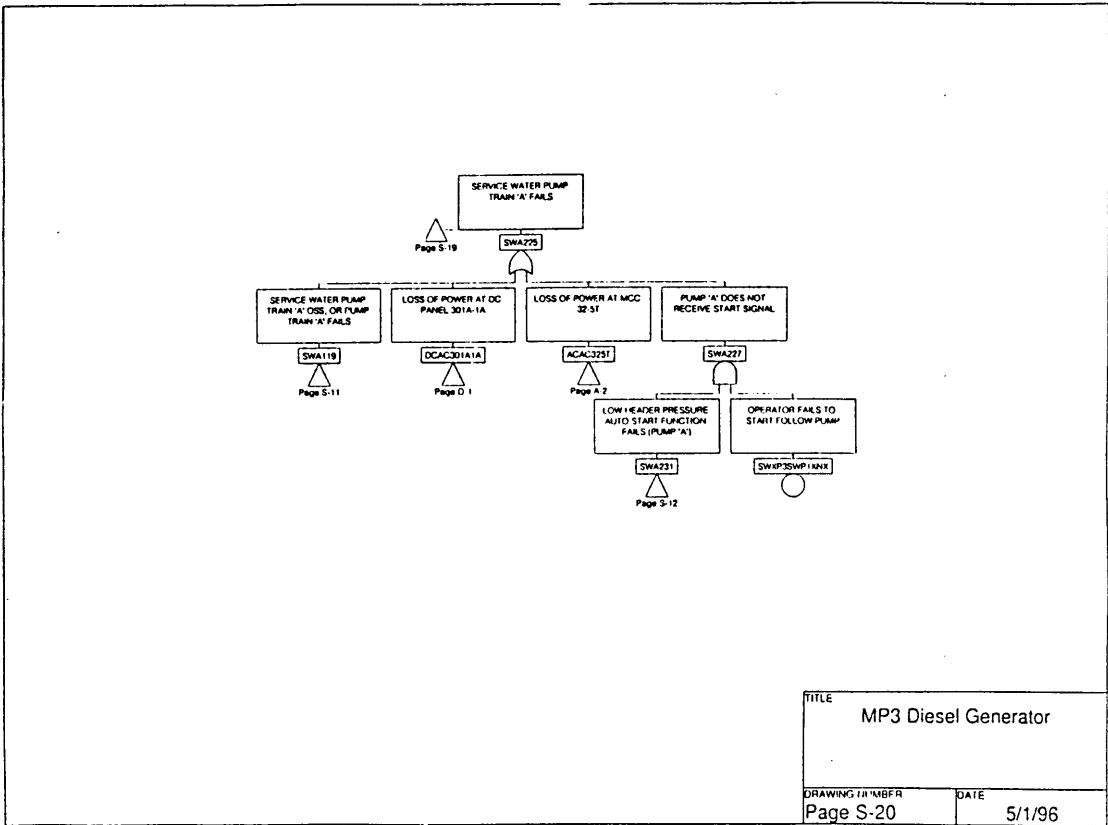 SERVICE WATER PUMP
TRAIN 'A' FAILS
Page S-19
SWA225
SERVICE WATER PUMP
TRAIN 'A' OSS, OR PUMP
TRAIN 'A' FAILS
SWA119
Page S-11
LOSS OF POWER AT DC
PANEL 301A-1A
DCAC301A1A
Page D-1
LOSS OF POWER AT MCC
32-5T
ACAC325T
Page A-2
PUMP 'A' DOES NOT
RECEIVE START SIGNAL
SWA227
LOW HEADER PRESSURE
AUTO START FUNCTION
FAILS (PUMP 'A')
SWA231
Page S-12
OPERATOR FAILS TO
START FOLLOW PUMP
SWXP3SWP1XNX
TITLE
MP3 Diesel Generator
DRAWING NUMBER
Page S-20
DATE
5/1/96